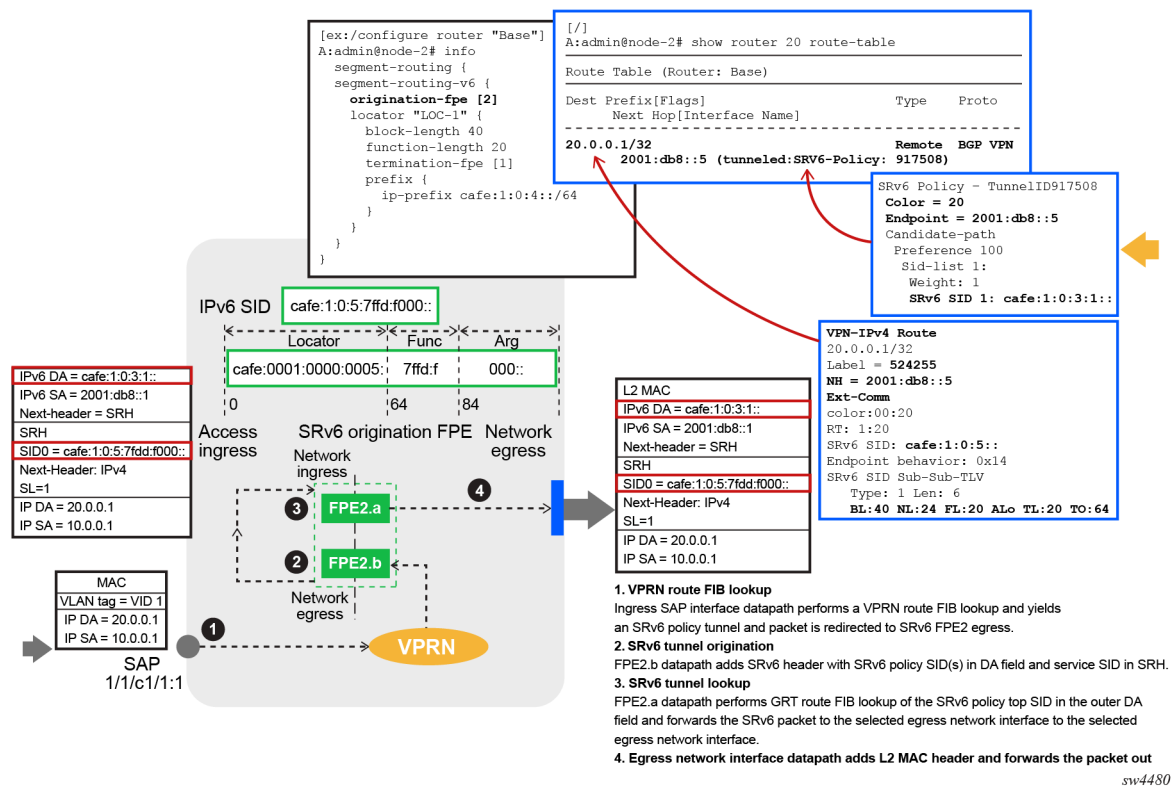 [ex:/configure router "Base"]
A:admin@node-2# info
segment-routing {
segment-routing-v6 {
origination-fpe [2]
locator "LOC-1" {
block-length 40
function-length 20
termination-fpe [1]
prefix {
ip-prefix cafe:1:0:4::/64
}
}
}
}
[/]
A:admin@node-2# show router 20 route-table
Route Table (Router: Base)
Dest Prefix[Flags] Type Proto
Next Hop[Interface Name]
20.0.0.1/32 Remote BGP VPN
2001:db8::5 (tunneled:SRV6-Policy: 917508)
SRv6 Policy - TunnelID917508
Color = 20
Endpoint = 2001:db8::5
Candidate-path
Preference 100
Sid-list 1:
Weight: 1
SRv6 SID 1: cafe:1:0:3:1::
VPN-IPv4 Route
20.0.0.1/32
Label = 524255
NH = 2001:db8::5
Ext-Comm
color:00:20
RT: 1:20
SRv6 SID: cafe:1:0:5::
Endpoint behavior: 0x14
SRv6 SID Sub-Sub-TLV
Type: 1 Len: 6
BL:40 NL:24 FL:20 ALo TL:20 TO:64
IPv6 SID cafe:1:0:5:7ffd:f000::
Locator Func Arg
cafe:0001:0000:0005: 7ffd:f 000::
0 64 84
Access ingress
SRv6 origination FPE
Network egress
IPv6 DA = cafe:1:0:3:1::
IPv6 SA = 2001:db8::1
Next-header = SRH
SRH
SID0 = cafe:1:0:5:7fdd:f000::
Next-Header: IPv4
SL=1
IP DA = 20.0.0.1
IP SA = 10.0.0.1
Network
ingress
3 FPE2.a 4
2 FPE2.b
Network
egress
1 VPRN
MAC
VLAN tag = VID 1
IP DA = 20.0.0.1
IP SA = 10.0.0.1
SAP
1/1/c1/1:1
L2 MAC
IPv6 DA = cafe:1:0:3:1::
IPv6 SA = 2001:db8::1
Next-header = SRH
SRH
SID0 = cafe:1:0:5:7fdd:f000::
Next-Header: IPv4
SL=1
IP DA = 20.0.0.1
IP SA = 10.0.0.1
1. VPRN route FIB lookup
Ingress SAP interface datapath performs a VPRN route FIB lookup and yields
an SRv6 policy tunnel and packet is redirected to SRv6 FPE2 egress.
2. SRv6 tunnel origination
FPE2.b datapath adds SRv6 header with SRv6 policy SID(s) in DA field and service SID in SRH.
3. SRv6 tunnel lookup
FPE2.a datapath performs GRT route FIB lookup of the SRv6 policy top SID in the outer DA
field and forwards the SRv6 packet to the selected egress network interface to the selected
egress network interface.
4. Egress network interface datapath adds L2 MAC header and forwards the packet out
sw4480